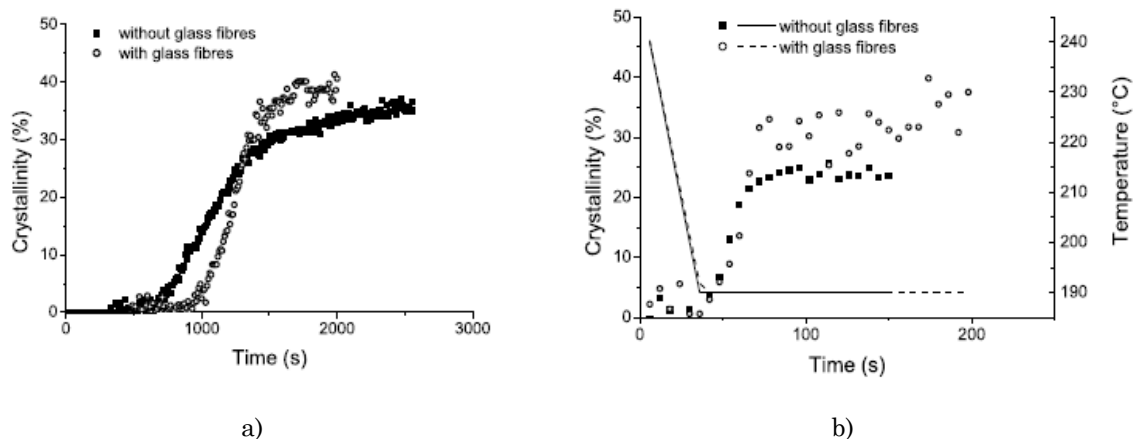 without glass fibres
with glass fibres
Crystallinity (%)
50
40
30
20
10
0
0
1000
2000
3000
Time (s)
a)
without glass fibres
with glass fibres
Crystallinity (%)
50
40
30
20
10
0
0
100
200
Time (s)
240
230
220
210
200
190
Temperature (°C)
b)